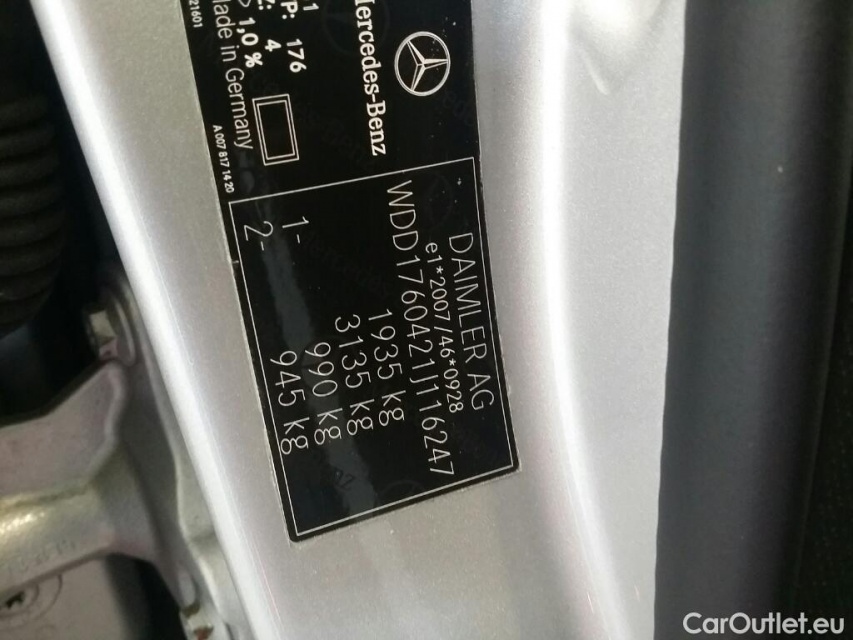 Mercedes-Benz
P: 176
4
1,0 %
Made in Germany
21601
A 007 817 14 20
DAIMLER AG
e1*2007/46*0928
WDD1760421J116247
1935 kg
3135 kg
1- 990 kg
2- 945 kg
CarOutlet.eu